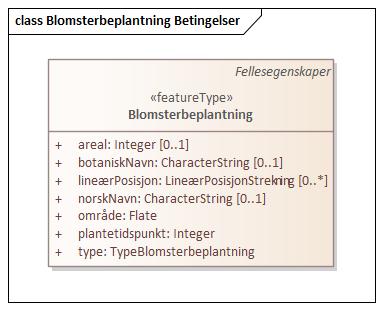 class Blomsterbeplantning Betingelser
Fellesegenskaper
«featureType»
Blomsterbeplantning
+ areal: Integer [0..1]
+ botaniskNavn: CharacterString [0..1]
+ lineærPosisjon: LineærPosisjonStrekning [0..*]
+ norskNavn: CharacterString [0..1]
+ område: Flate
+ plantetidspunkt: Integer
+ type: TypeBlomsterbeplantning